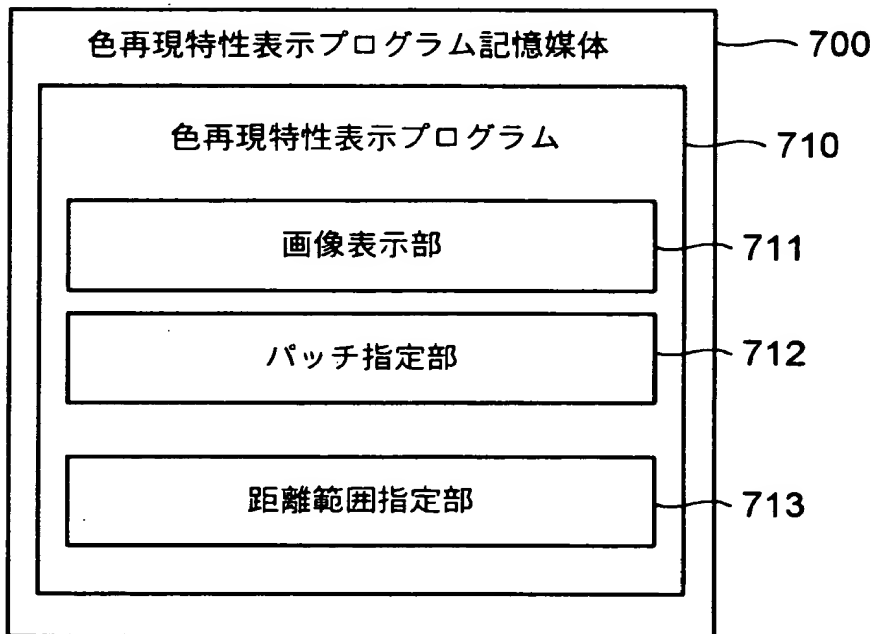 色再現特性表示プログラム記憶媒体
700
色再現特性表示プログラム
710
画像表示部
711
パッチ指定部
712
距離範囲指定部
713